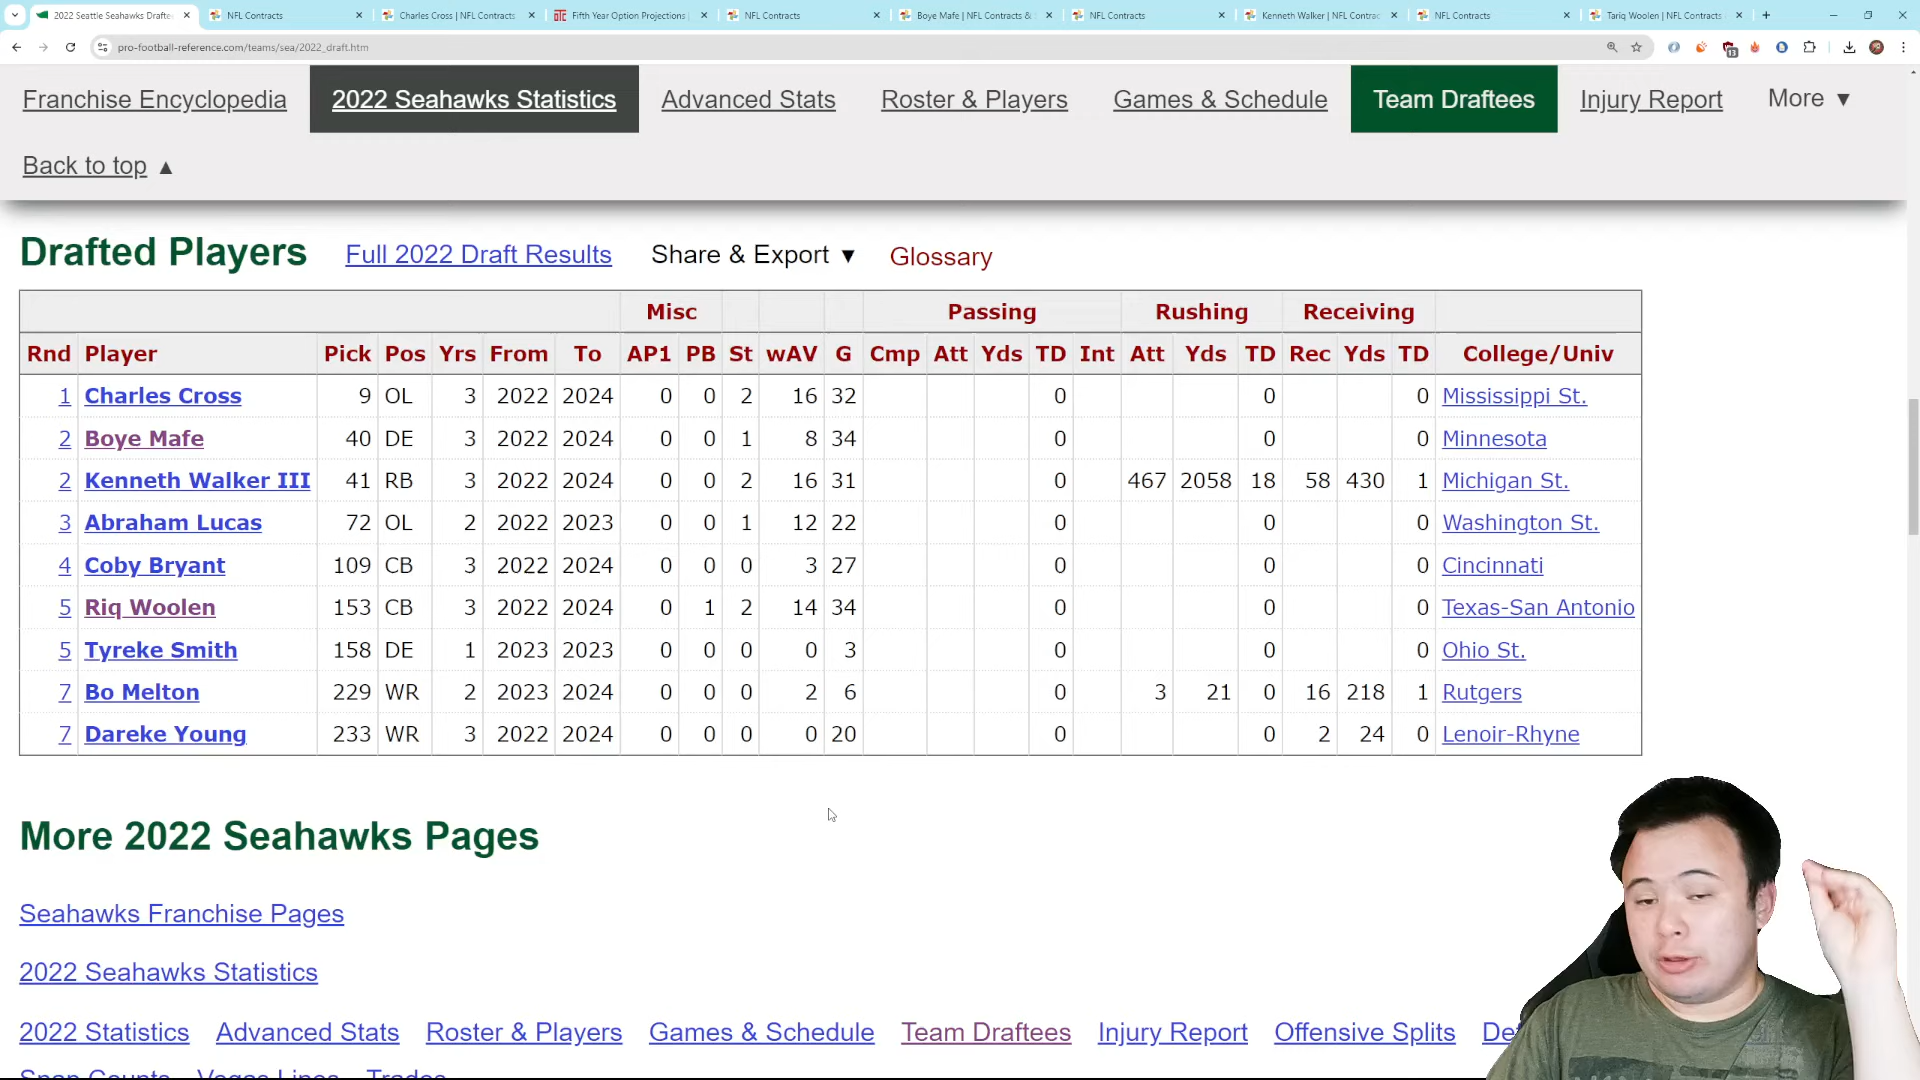 2022 Seattle Seahawks Drafte
NFL Contracts
Charles Cross | NFL Contracts
Fifth Year Option Projections |
NFL Contracts
Boye Mafe | NFL Contracts &
NFL Contracts
Kenneth Walker | NFL Contrac
NFL Contracts
Tariq Woolen | NFL Contracts
pro-football-reference.com/teams/sea/2022_draft.htm
Franchise Encyclopedia 2022 Seahawks Statistics Advanced Stats Roster & Players Games & Schedule Team Draftees Injury Report More ▼
Back to top ▲
Drafted Players Full 2022 Draft Results Share & Export ▼ Glossary
Misc Passing Rushing Receiving
Rnd Player Pick Pos Yrs From To AP1 PB St wAV G Cmp Att Yds TD Int Att Yds TD Rec Yds TD College/Univ
1 Charles Cross 9 OL 3 2022 2024 0 0 2 16 32 0 0 0 Mississippi St.
2 Boye Mafe 40 DE 3 2022 2024 0 0 1 8 34 0 0 0 Minnesota
2 Kenneth Walker III 41 RB 3 2022 2024 0 0 2 16 31 0 467 2058 18 58 430 1 Michigan St.
3 Abraham Lucas 72 OL 2 2022 2023 0 0 1 12 22 0 0 0 Washington St.
4 Coby Bryant 109 CB 3 2022 2024 0 0 0 3 27 0 0 0 Cincinnati
5 Riq Woolen 153 CB 3 2022 2024 0 1 2 14 34 0 0 0 Texas-San Antonio
5 Tyreke Smith 158 DE 1 2023 2023 0 0 0 0 3 0 0 0 Ohio St.
7 Bo Melton 229 WR 2 2023 2024 0 0 0 2 6 0 3 21 0 16 218 1 Rutgers
7 Dareke Young 233 WR 3 2022 2024 0 0 0 0 20 0 0 2 24 0 Lenoir-Rhyne
More 2022 Seahawks Pages
Seahawks Franchise Pages
2022 Seahawks Statistics
2022 Statistics Advanced Stats Roster & Players Games & Schedule Team Draftees Injury Report Offensive Splits De
Snap Counts Vegas Lines Trades